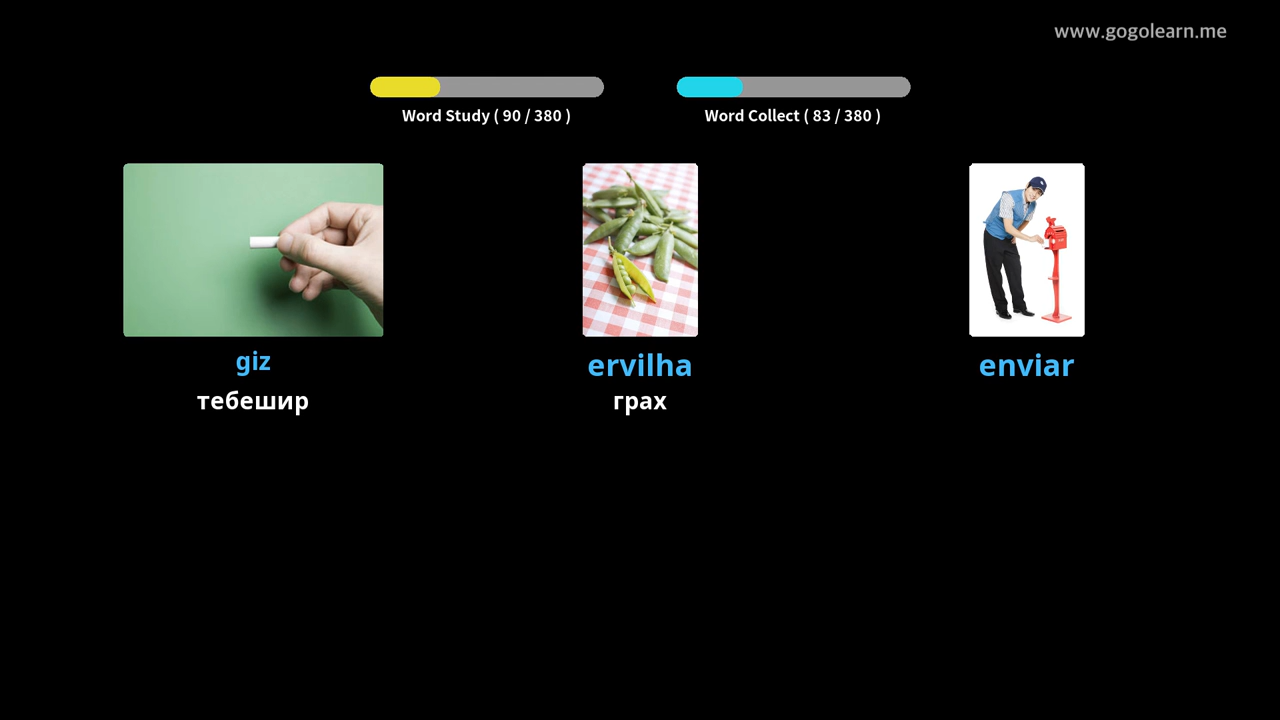 www.gogolearn.me
Word Study ( 90 / 380 )
Word Collect ( 83 / 380 )
giz
тебешир
ervilha
грах
enviar